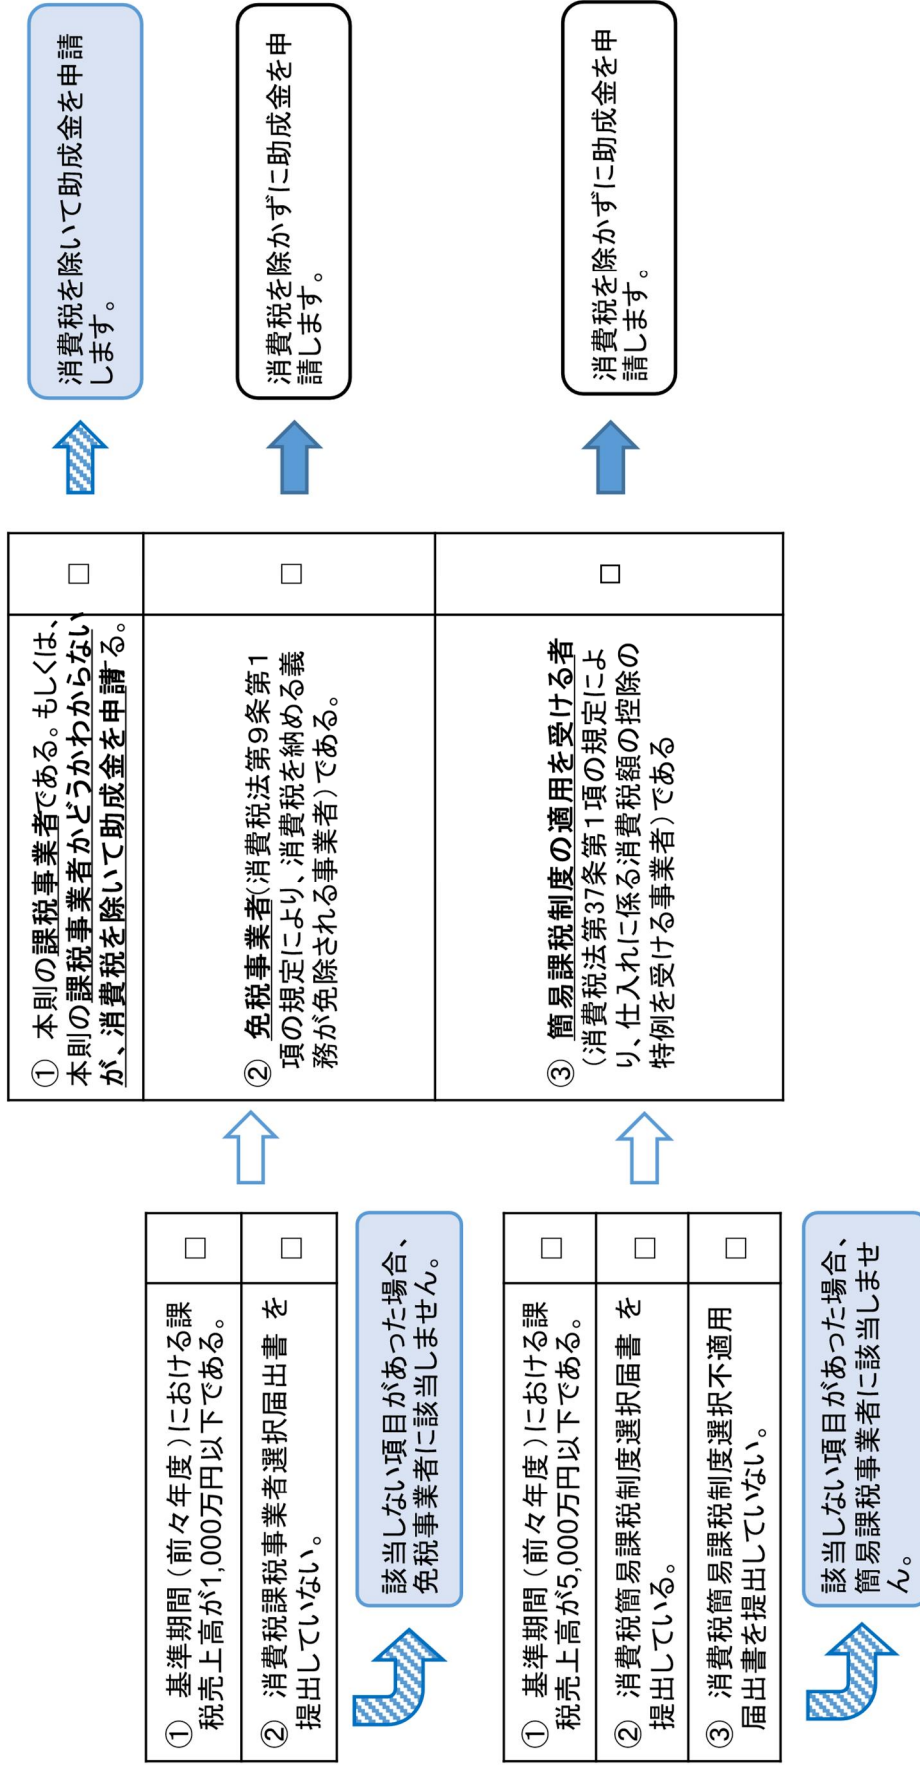 ① 基準期間（前々年度）における課
税売上高が1,000万円以下である。
□
② 消費税課税事業者選択届出書 を
提出していない。
□
該当しない項目があった場合、
免税事業者に該当しません。
① 基準期間（前々年度）における課
税売上高が5,000万円以下である。
□
② 消費税簡易課税制度選択届書 を
提出している。
□
③ 消費税簡易課税制度選択不適用
届出書を提出していない。
□
該当しない項目があった場合、
簡易課税事業者に該当しませ
ん。
① 本則の課税事業者である。もしくは、
本則の課税事業者かどうかわからない
が、消費税を除いて助成金を申請する。
□
② 免税事業者(消費税法第9条第1
項の規定により、消費税を納める義
務が免除される事業者)である。
□
③ 簡易課税制度の適用を受ける者
(消費税法第37条第1項の規定によ
り、仕入れに係る消費税額の控除の
特例を受ける事業者)である
□
消費税を除いて助成金を申請
します。
消費税を除かずに助成金を申
請します。
消費税を除かずに助成金を申
請します。